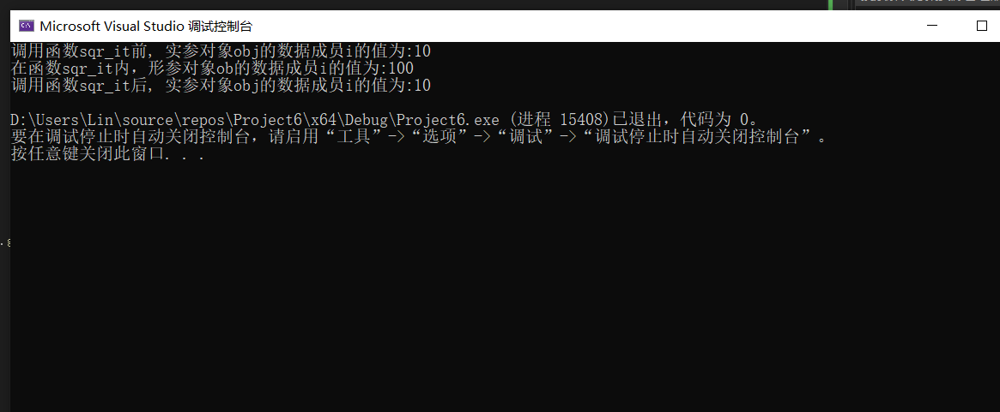 Microsoft Visual Studio 调试控制台
调用函数sqr_it前, 实参对象obj的数据成员i的值为:10
在函数sqr_it内，形参对象ob的数据成员i的值为:100
调用函数sqr_it后, 实参对象obj的数据成员i的值为:10
D:\Users\Lin\source\repos\Project6\x64\Debug\Project6.exe (进程 15408)已退出，代码为 0。
要在调试停止时自动关闭控制台，请启用“工具”->“选项”->“调试”->“调试停止时自动关闭控制台”。
按任意键关闭此窗口. . .